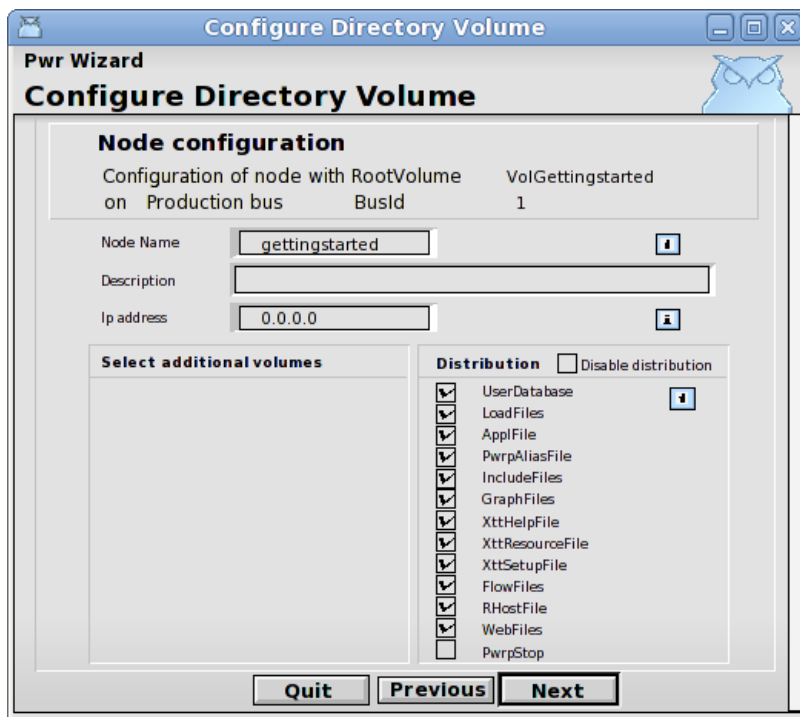 Configure Directory Volume
Pwr Wizard
Configure Directory Volume
Node configuration
Configuration of node with RootVolume VolGettingstarted
on Production bus BusId 1
Node Name gettingstarted i
Description
Ip address 0.0.0.0 i
Select additional volumes
Distribution Disable distribution
UserDatabase i
LoadFiles
ApplFile
PwrpAliasFile
IncludeFiles
GraphFiles
XttHelpFile
XttResourceFile
XttSetupFile
FlowFiles
RHostFile
WebFiles
PwrpStop
Quit Previous Next